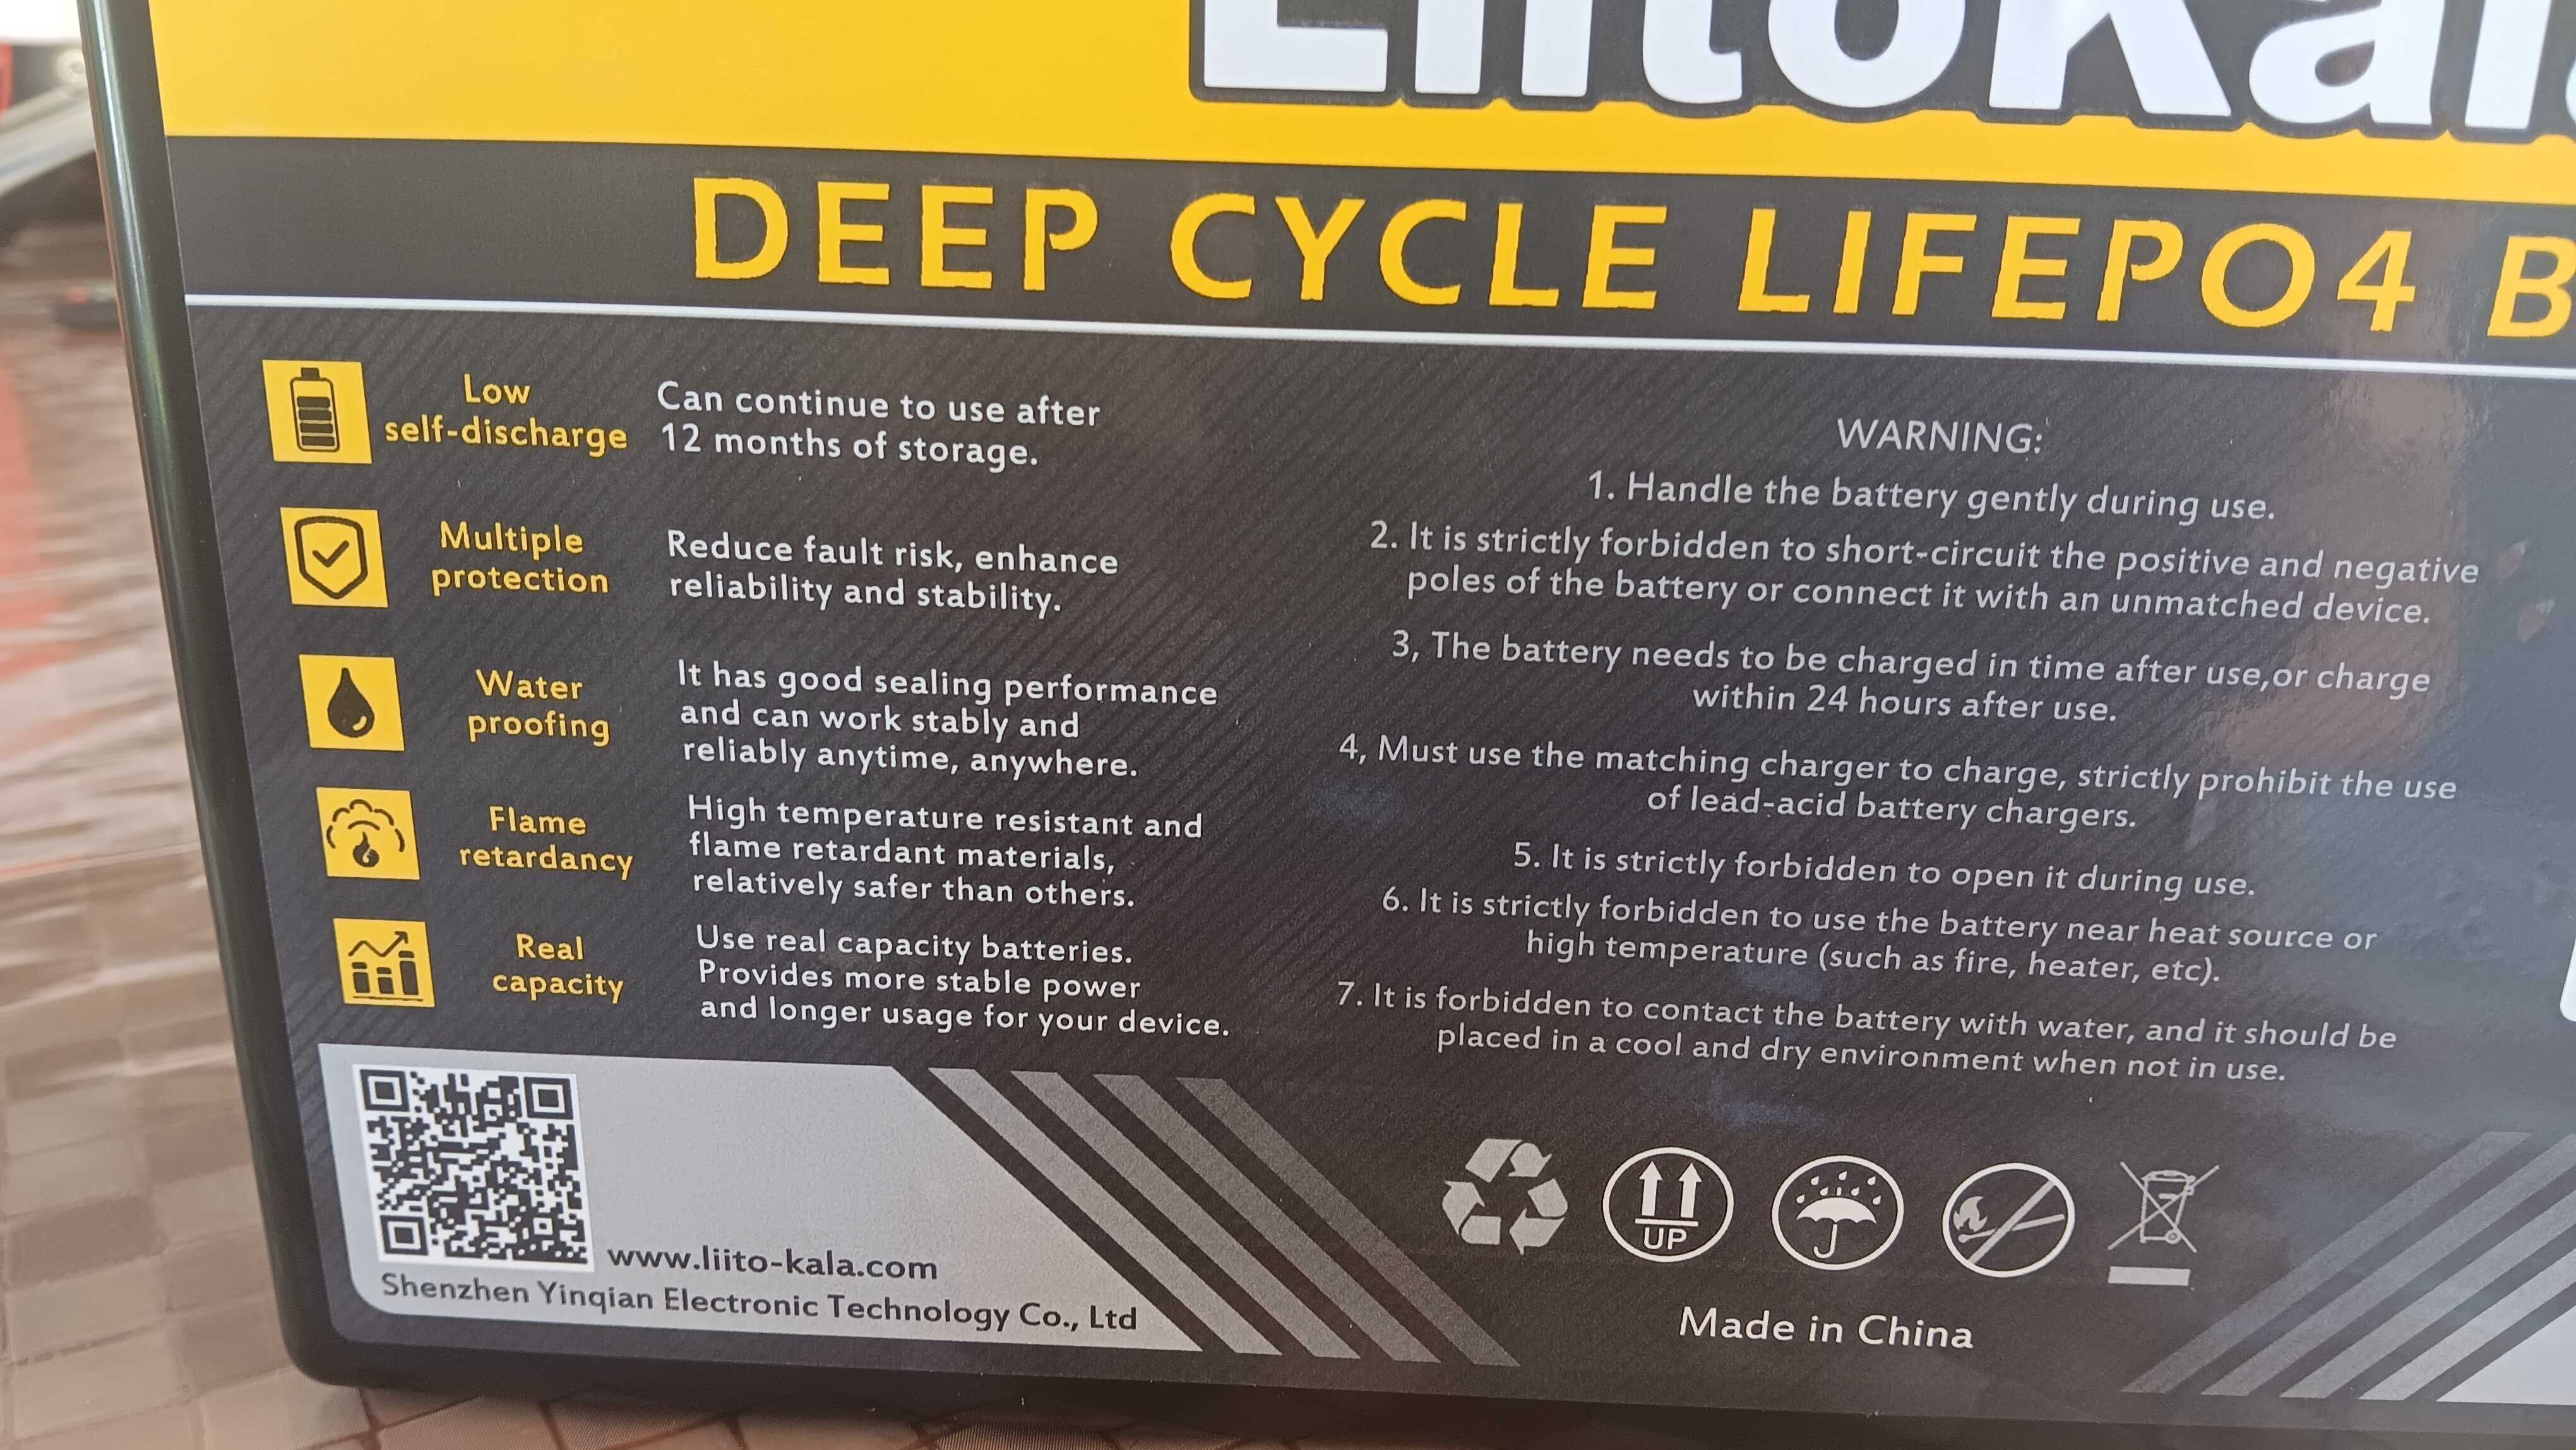 LiitoKala
DEEP CYCLE LIFEPO4 B
Low
self-discharge
Can continue to use after
12 months of storage.
Multiple
protection
Reduce fault risk, enhance
reliability and stability.
Water
proofing
It has good sealing performance
and can work stably and
reliably anytime, anywhere.
Flame
retardancy
High temperature resistant and
flame retardant materials,
relatively safer than others.
Real
capacity
Use real capacity batteries.
Provides more stable power
and longer usage for your device.
WARNING:
1. Handle the battery gently during use.
2. It is strictly forbidden to short-circuit the positive and negative
poles of the battery or connect it with an unmatched device.
3, The battery needs to be charged in time after use,or charge
within 24 hours after use.
4, Must use the matching charger to charge, strictly prohibit the use
of lead-acid battery chargers.
5. It is strictly forbidden to open it during use.
6. It is strictly forbidden to use the battery near heat source or
high temperature (such as fire, heater, etc).
7. It is forbidden to contact the battery with water, and it should be
placed in a cool and dry environment when not in use.
UP
www.liito-kala.com
Shenzhen Yinqian Electronic Technology Co., Ltd
Made in China